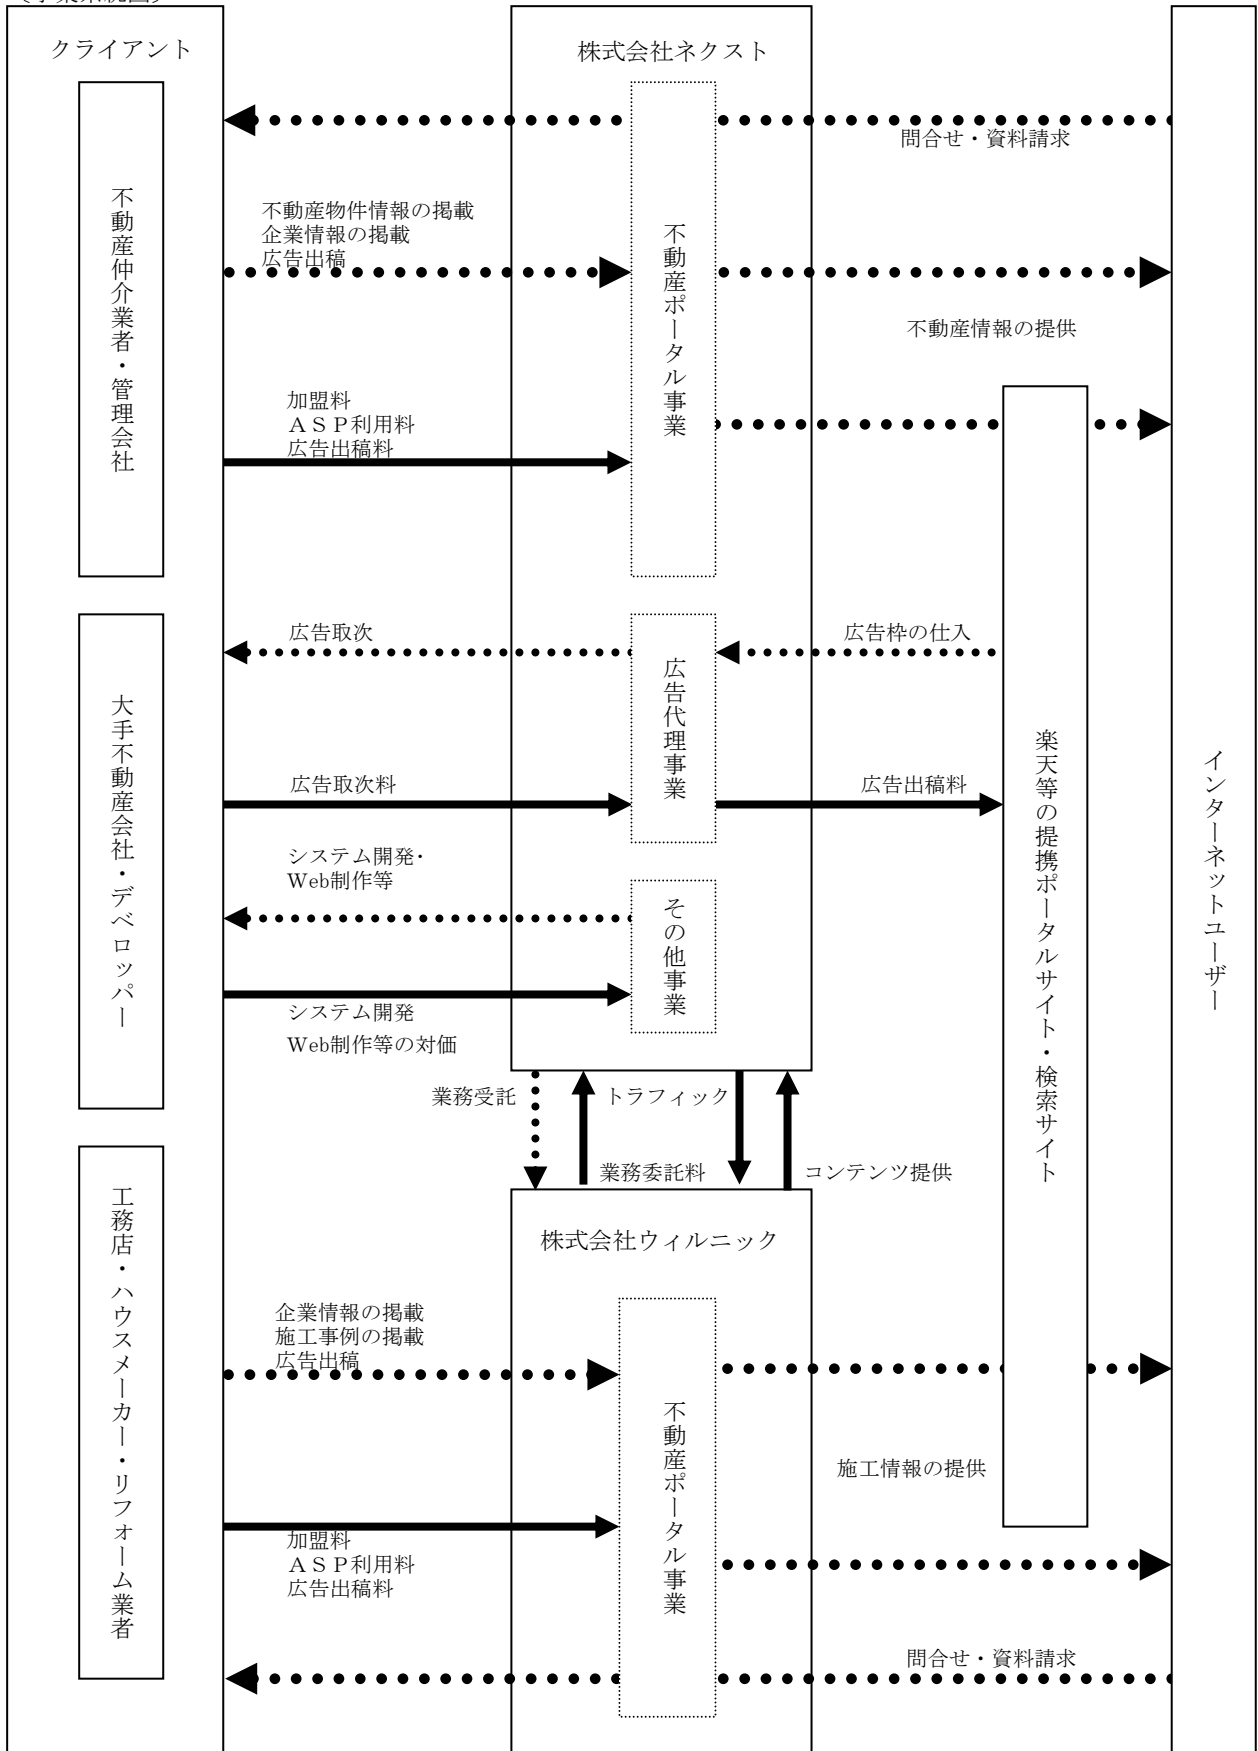 クライアント
株式会社ネクスト
問合せ・資料請求
不動産仲介業者・管理会社
不動産物件情報の掲載
企業情報の掲載
広告出稿
不動産ポータル事業
不動産情報の提供
加盟料
ＡＳＰ利用料
広告出稿料
大手不動産会社・デベロッパー
広告取次
広告代理事業
広告枠の仕入
広告取次料
広告出稿料
システム開発・
Web制作等
その他事業
システム開発
Web制作等の対価
楽天等の提携ポータルサイト・検索サイト
インターネットユーザー
業務受託
トラフィック
業務委託料
コンテンツ提供
株式会社ウィルニック
工務店・ハウスメーカー・リフォーム業者
企業情報の掲載
施工事例の掲載
広告出稿
不動産ポータル事業
施工情報の提供
加盟料
ＡＳＰ利用料
広告出稿料
問合せ・資料請求